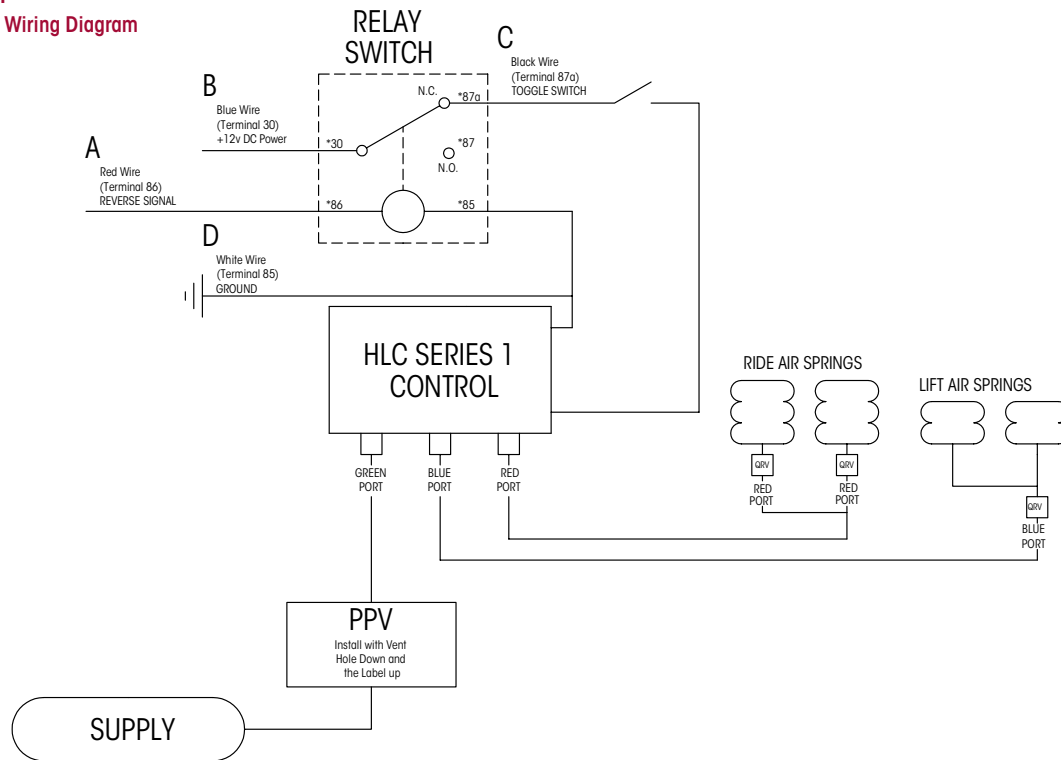 Wiring Diagram
RELAY
SWITCH
C
Black Wire
(Terminal 87a)
TOGGLE SWITCH
B
Blue Wire
(Terminal 30)
+12v DC Power
N.C.
*87a
*30
*87
N.O.
A
Red Wire
(Terminal 86)
REVERSE SIGNAL
*86
*85
D
White Wire
(Terminal 85)
GROUND
HLC SERIES 1
CONTROL
GREEN
PORT
BLUE
PORT
RED
PORT
RIDE AIR SPRINGS
QRV
RED
PORT
QRV
RED
PORT
LIFT AIR SPRINGS
QRV
BLUE
PORT
PPV
Install with Vent
Hole Down and
the Label up
SUPPLY